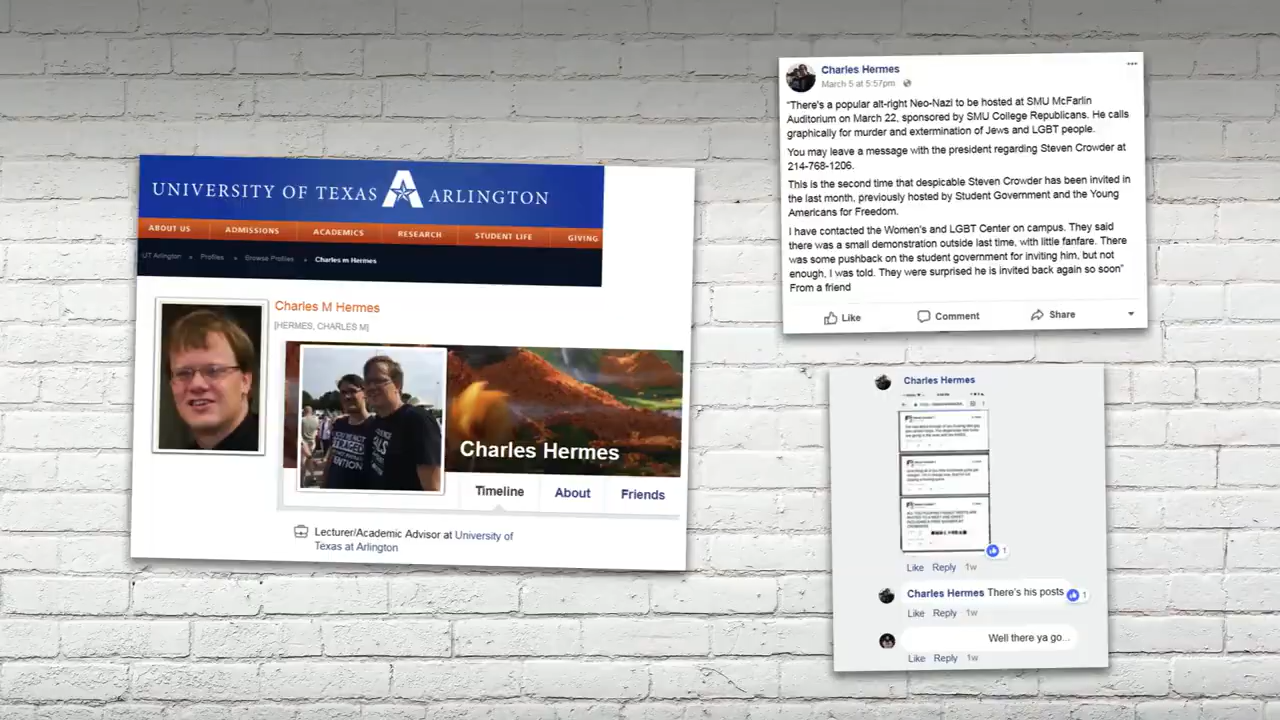 UNIVERSITY OF TEXAS A ARLINGTON
ABOUT US ADMISSIONS ACADEMICS RESEARCH STUDENT LIFE GIVING
UT Arlington Profiles Browse Profiles Charles m Hermes
Charles M Hermes
[HERMES, CHARLES M]
Charles Hermes
Timeline About Friends
Lecturer/Academic Advisor at University of
Texas at Arlington
Charles Hermes
March 5 at 5:57pm
"There's a popular alt-right Neo-Nazi to be hosted at SMU McFarlin
Auditorium on March 22, sponsored by SMU College Republicans. He calls
graphically for murder and extermination of Jews and LGBT people.
You may leave a message with the president regarding Steven Crowder at
214-768-1206.
This is the second time that despicable Steven Crowder has been invited in
the last month, previously hosted by Student Government and the Young
Americans for Freedom.
I have contacted the Women's and LGBT Center on campus. They said
there was a small demonstration outside last time, with little fanfare. There
was some pushback on the student government for inviting him, but not
enough, I was told. They were surprised he is invited back again so soon"
From a friend
Like Comment Share
Charles Hermes
1
Like Reply 1w
Charles Hermes There's his posts 1
Like Reply 1w
Well there ya go...
Like Reply 1w